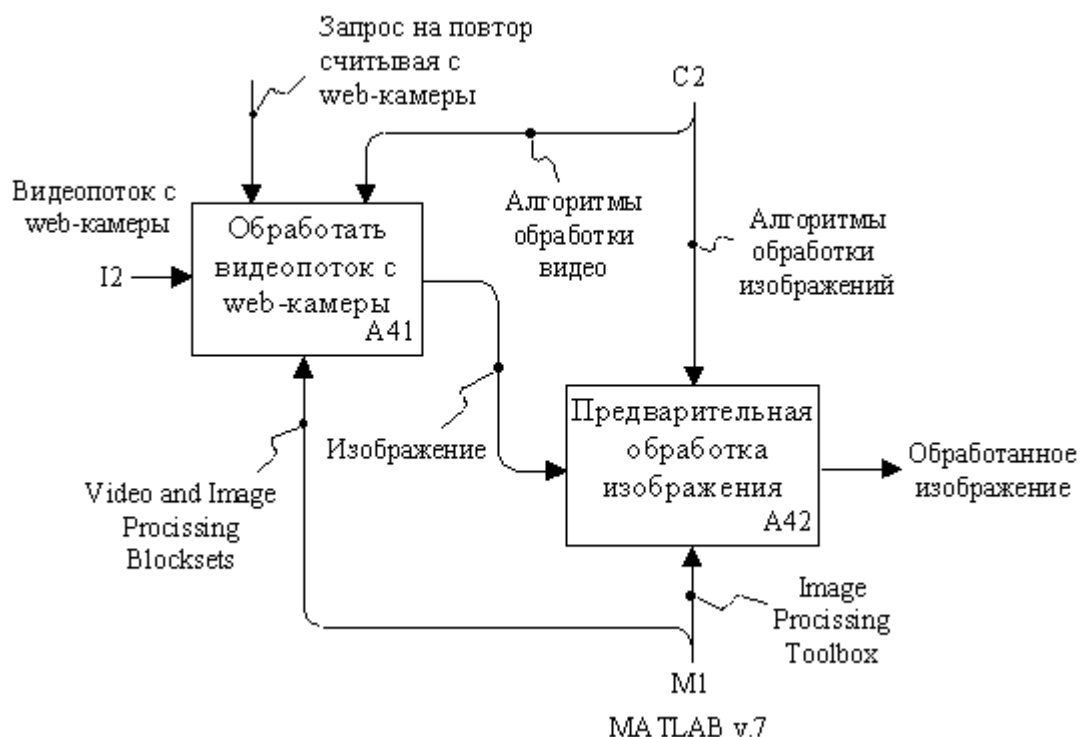 Запрос на повтор
считывая с
web-камеры
C2
Видеопоток с
web-камеры
I2
Обработать
видеопоток с
web-камеры
A41
Алгоритмы
обработки
видео
Алгоритмы
обработки
изображений
Изображение
Предварительная
обработка
изображения
A42
Обработанное
изображение
Video and Image
Procissing
Blocksets
Image
Procissing
Toolbox
M1
MATLAB v.7